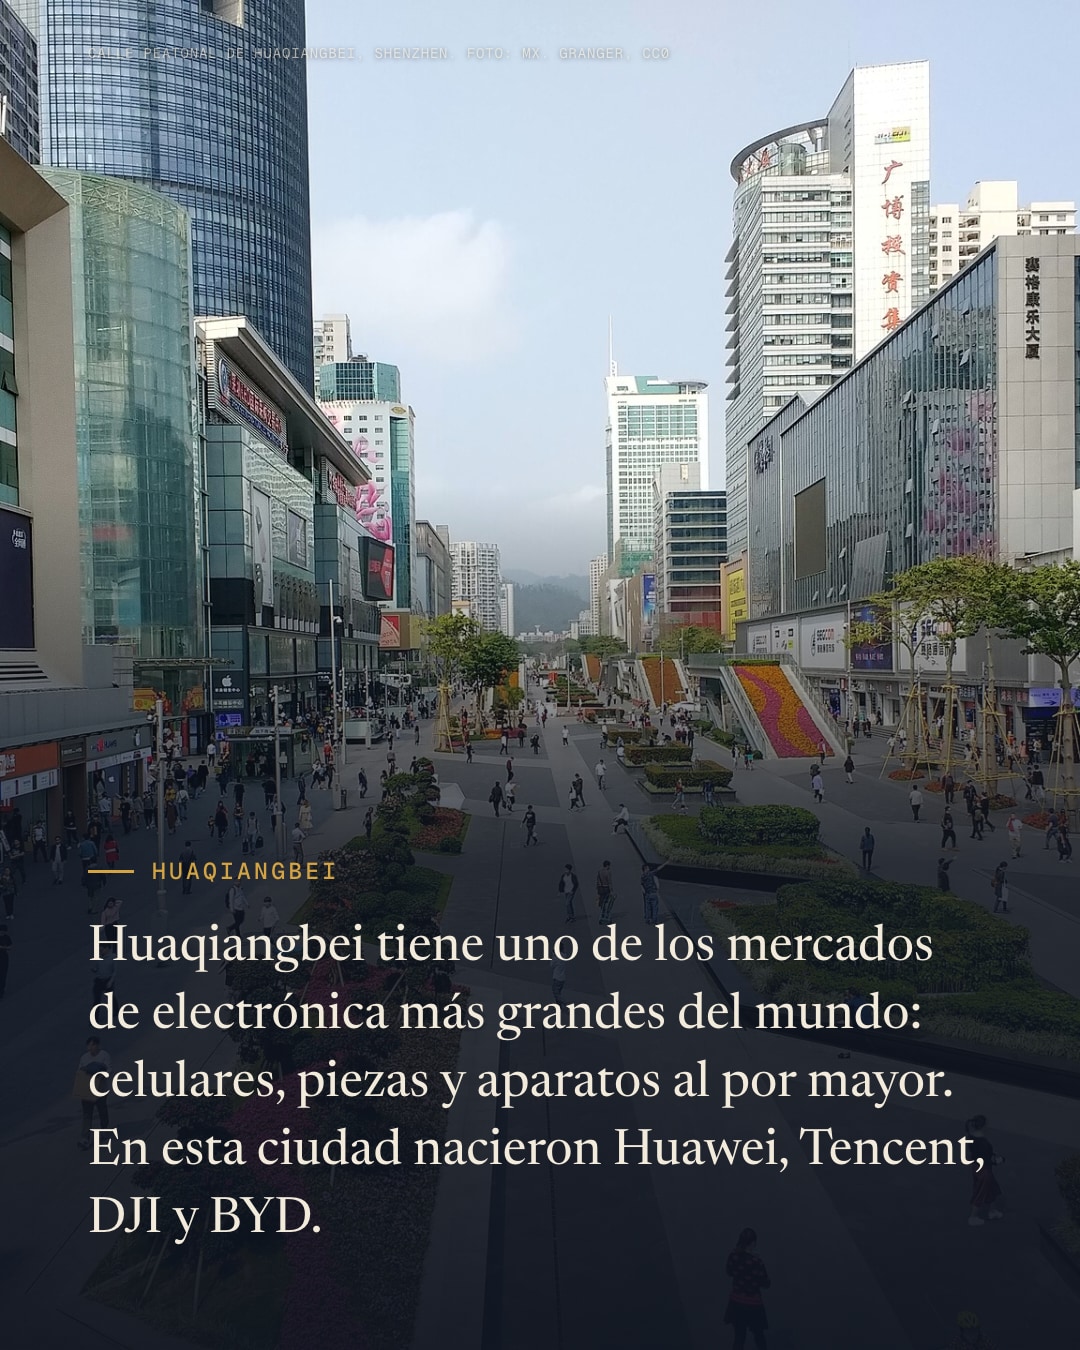 CALLE PEATONAL DE HUAQIANGBEI. SHENZHEN. FOTO: MX. GRANGER. CC0
广博投资集
赛格康乐大厦
HUAQIANGBEI
Huaqiangbei tiene uno de los mercados
de electrónica más grandes del mundo:
celulares, piezas y aparatos al por mayor.
En esta ciudad nacieron Huawei, Tencent,
DJI y BYD.